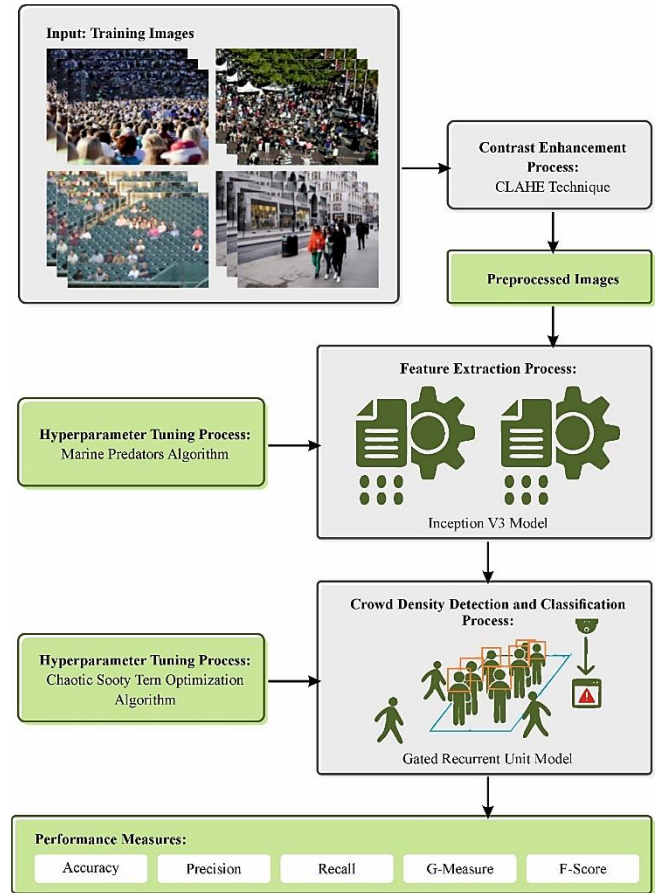 Input: Training Images
Contrast Enhancement
Process:
CLAHE Technique
Preprocessed Images
Feature Extraction Process:
Inception V3 Model
Hyperparameter Tuning Process:
Marine Predators Algorithm
Crowd Density Detection and Classification
Process:
Gated Recurrent Unit Model
Hyperparameter Tuning Process:
Chaotic Sooty Tern Optimization
Algorithm
Performance Measures:
Accuracy
Precision
Recall
G-Measure
F-Score